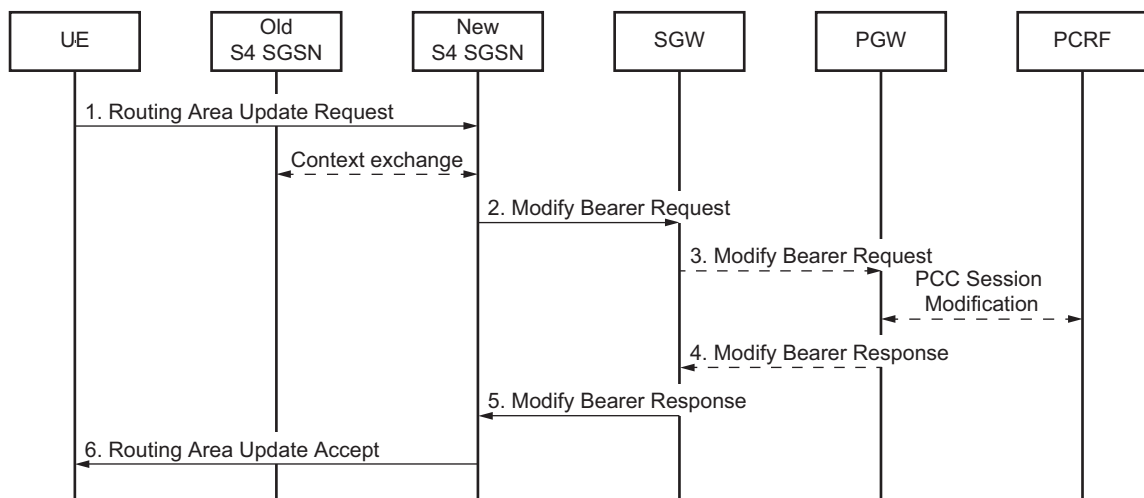 UE
Old
S4 SGSN
New
S4 SGSN
SGW
PGW
PCRF
1. Routing Area Update Request
Context exchange
2. Modify Bearer Request
3. Modify Bearer Request
PCC Session
Modification
4. Modify Bearer Response
5. Modify Bearer Response
6. Routing Area Update Accept